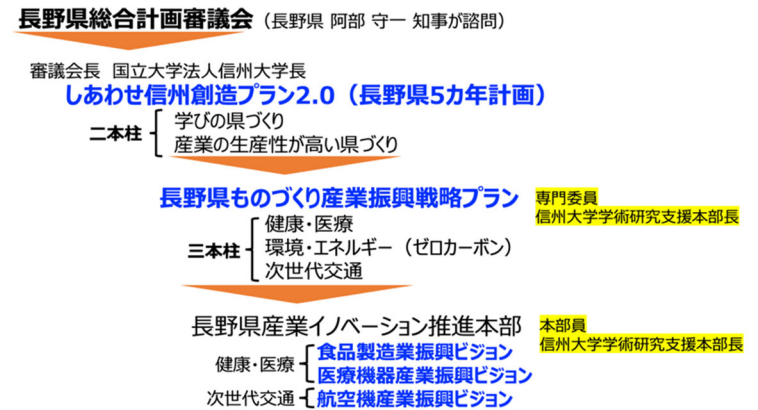 長野県総合計画審議会（長野県 阿部 守一 知事が諮問）
審議会長 国立大学法人信州大学長
しあわせ信州創造プラン2.0（長野県5カ年計画）
二本柱
学びの県づくり
産業の生産性が高い県づくり
長野県ものづくり産業振興戦略プラン
専門委員
信州大学学術研究支援本部長
三本柱
健康・医療
環境・エネルギー（ゼロカーボン）
次世代交通
長野県産業イノベーション推進本部
本部員
信州大学学術研究支援本部長
健康・医療
食品製造業振興ビジョン
医療機器産業振興ビジョン
次世代交通
航空機産業振興ビジョン